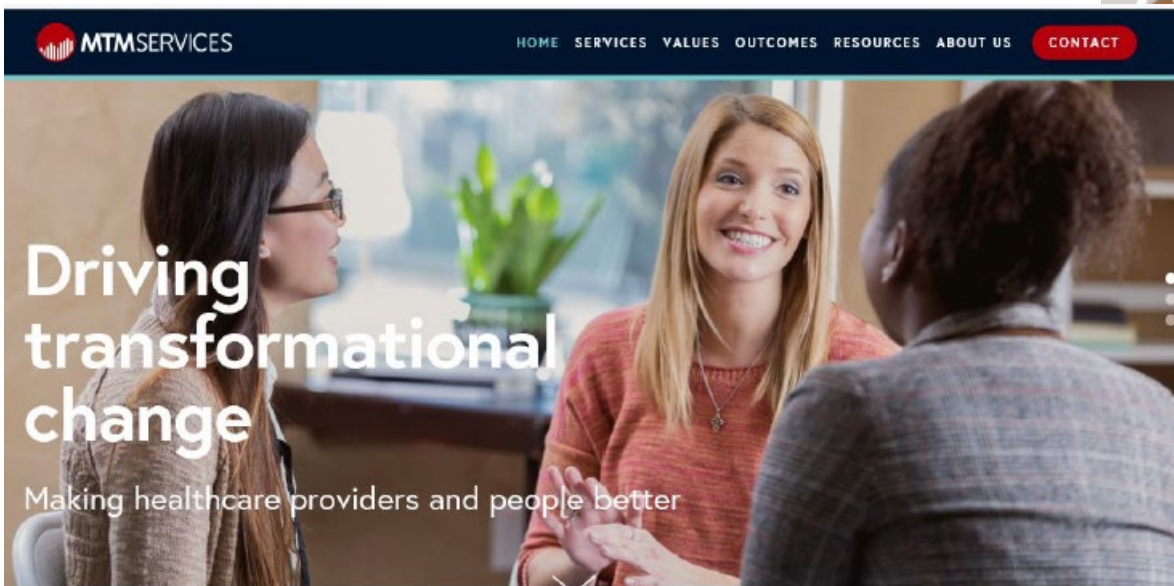 MTMSERVICES
HOME SERVICES VALUES OUTCOMES RESOURCES ABOUT US CONTACT
Driving
transformational
change
Making healthcare providers and people better